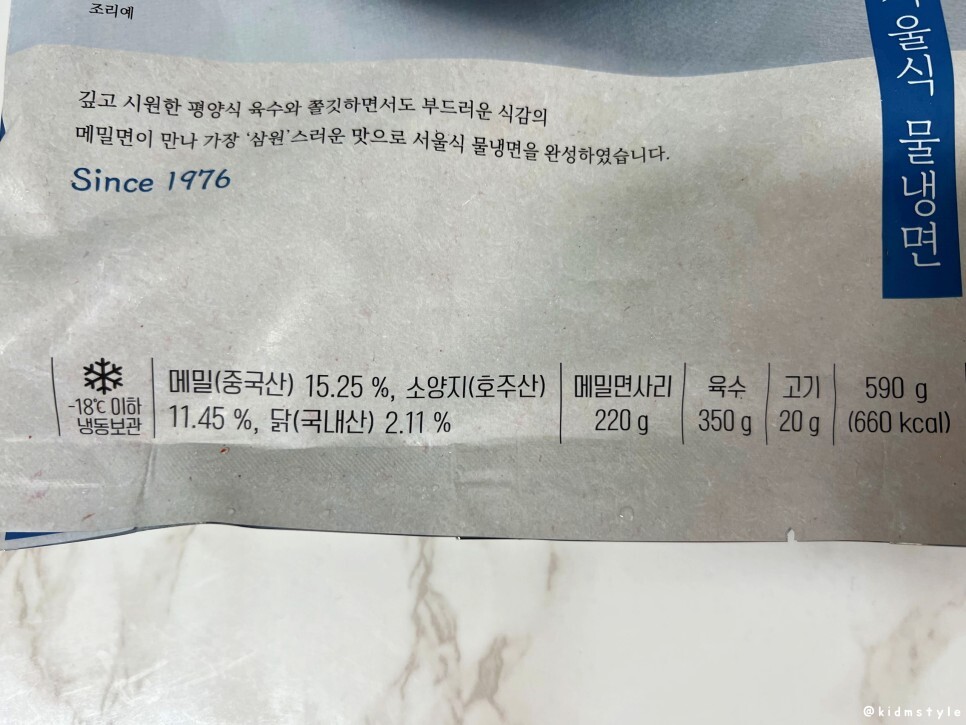 조리예
울식 물냉면
깊고 시원한 평양식 육수와 쫄깃하면서도 부드러운 식감의
메밀면이 만나 가장 ‘삼원’스러운 맛으로 서울식 물냉면을 완성하였습니다.
Since 1976
-18℃ 이하
냉동보관
메밀(중국산) 15.25 %, 소양지(호주산)
11.45 %, 닭(국내산) 2.11 %
메밀면사리
220 g
육수
350 g
고기
20 g
590 g
(660 kcal)
@kidmstyle